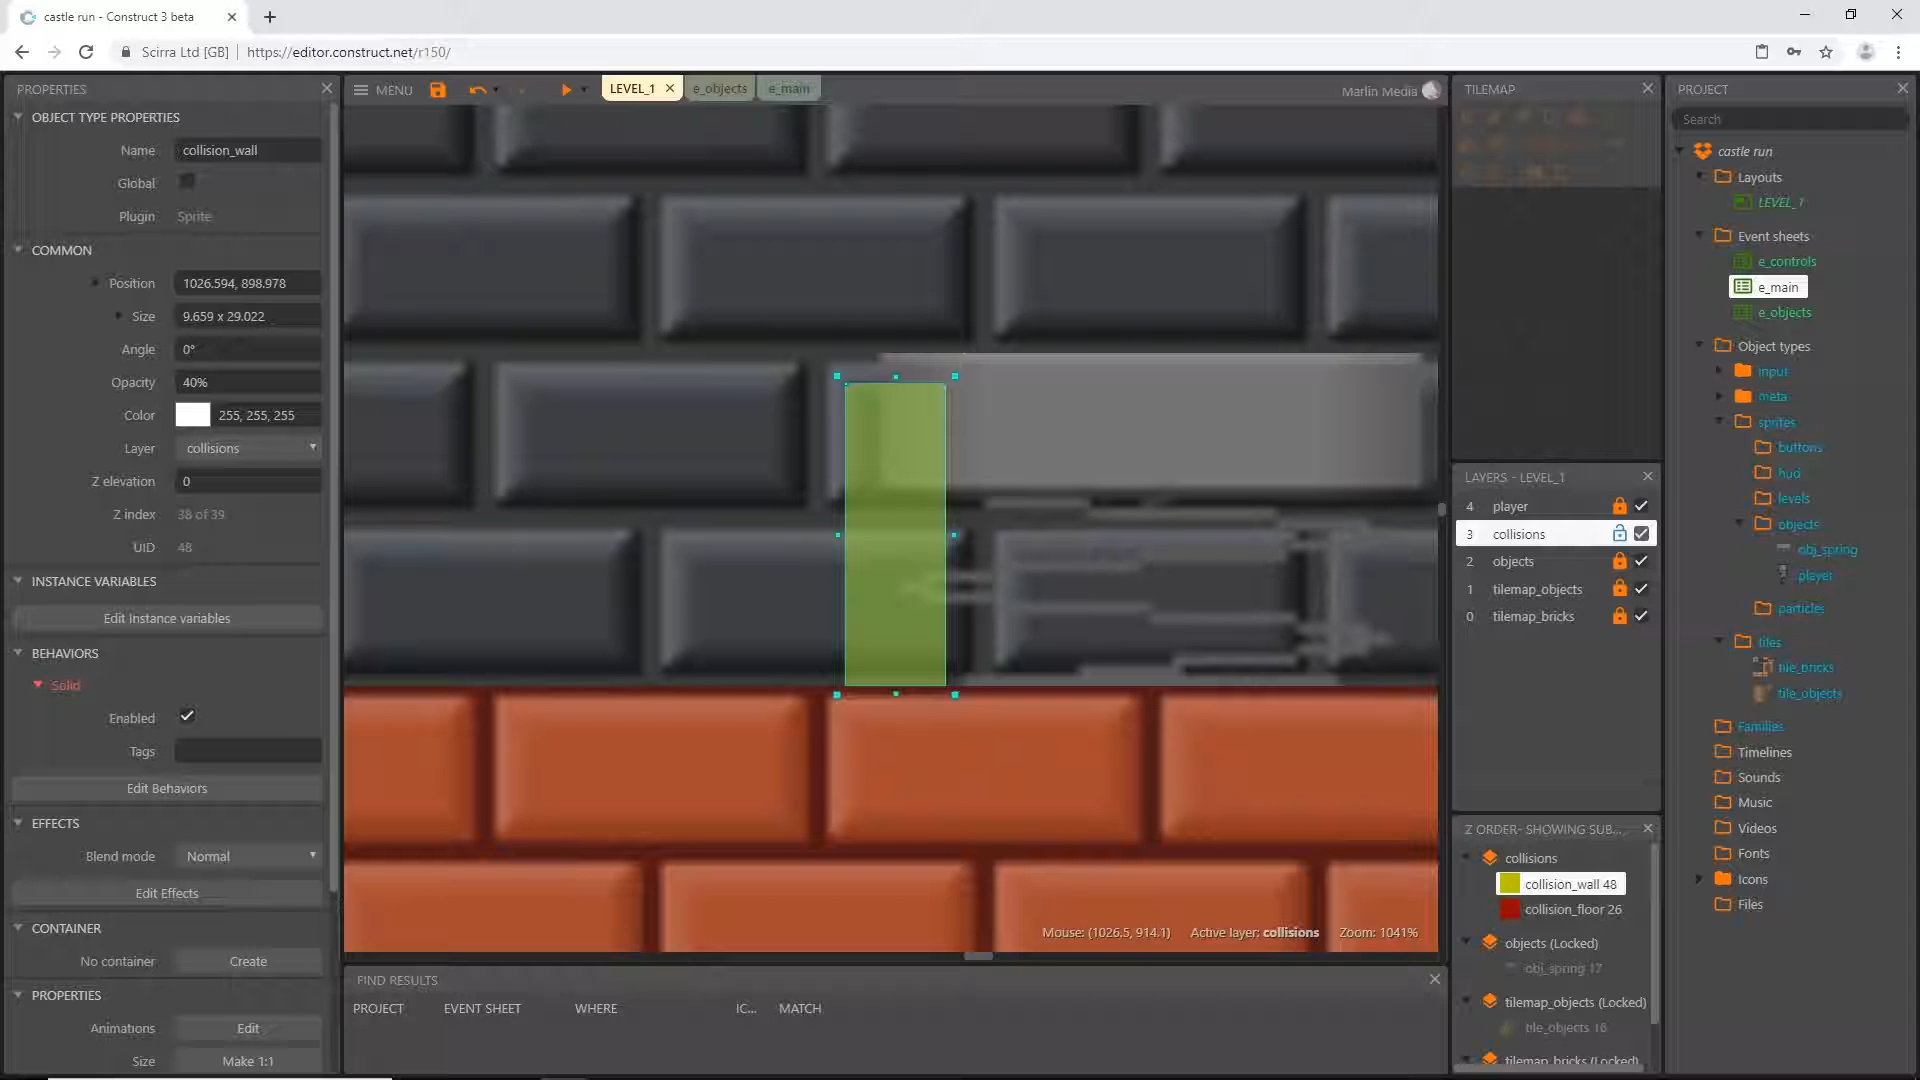 castle run - Construct 3 beta
Scirra Ltd [GB]
https://editor.construct.net/r150/
PROPERTIES
OBJECT TYPE PROPERTIES
Name collision_wall
Global
Plugin Sprite
COMMON
Position 1026.594, 898.978
Size 9.659 x 29.022
Angle 0°
Opacity 40%
Color 255, 255, 255
Layer collisions
Z elevation 0
Z index 38 of 39
UID 48
INSTANCE VARIABLES
Edit Instance variables
BEHAVIORS
Solid
Enabled
Tags
Edit Behaviors
EFFECTS
Blend mode Normal
Edit Effects
CONTAINER
No container Create
PROPERTIES
Animations Edit
Size Make 1:1
MENU
LEVEL_1
e_objects
e_main
Marlin Media
Mouse: (1026.5, 914.1) Active layer: collisions Zoom: 1041%
FIND RESULTS
PROJECT EVENT SHEET WHERE IC... MATCH
TILEMAP
LAYERS - LEVEL_1
4 player
3 collisions
2 objects
1 tilemap_objects
0 tilemap_bricks
Z ORDER- SHOWING SUB...
collisions
collision_wall 48
collision_floor 26
objects (Locked)
obj_spring 17
tilemap_objects (Locked)
tile_objects 16
tilemap_bricks (Locked)
PROJECT
Search
castle run
Layouts
LEVEL_1
Event sheets
e_controls
e_main
e_objects
Object types
input
meta
sprites
buttons
hud
levels
objects
obj_spring
player
particles
tiles
tile_bricks
tile_objects
Families
Timelines
Sounds
Music
Videos
Fonts
Icons
Files